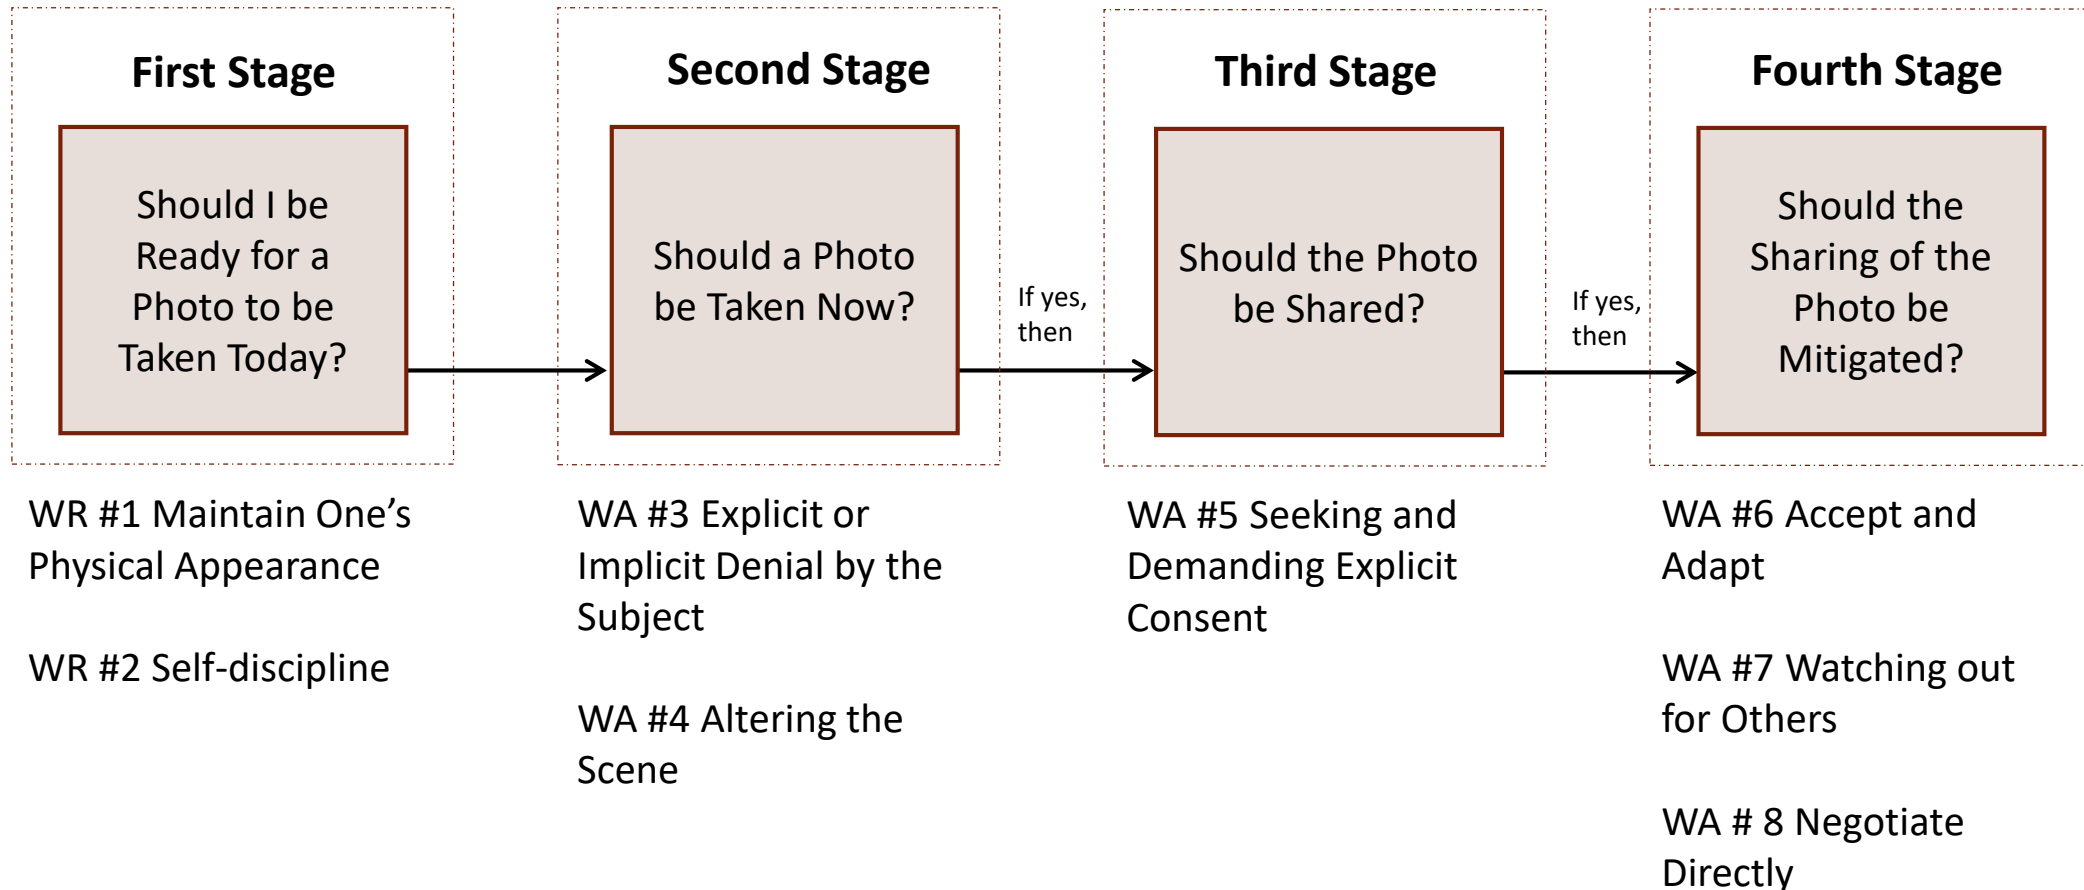 First Stage
Should I be
Ready for a
Photo to be
Taken Today?
WR #1 Maintain One’s
Physical Appearance
WR #2 Self-discipline
Second Stage
Should a Photo
be Taken Now?
WA #3 Explicit or
Implicit Denial by the
Subject
WA #4 Altering the
Scene
If yes,
then
Third Stage
Should the Photo
be Shared?
WA #5 Seeking and
Demanding Explicit
Consent
If yes,
then
Fourth Stage
Should the
Sharing of the
Photo be
Mitigated?
WA #6 Accept and
Adapt
WA #7 Watching out
for Others
WA # 8 Negotiate
Directly